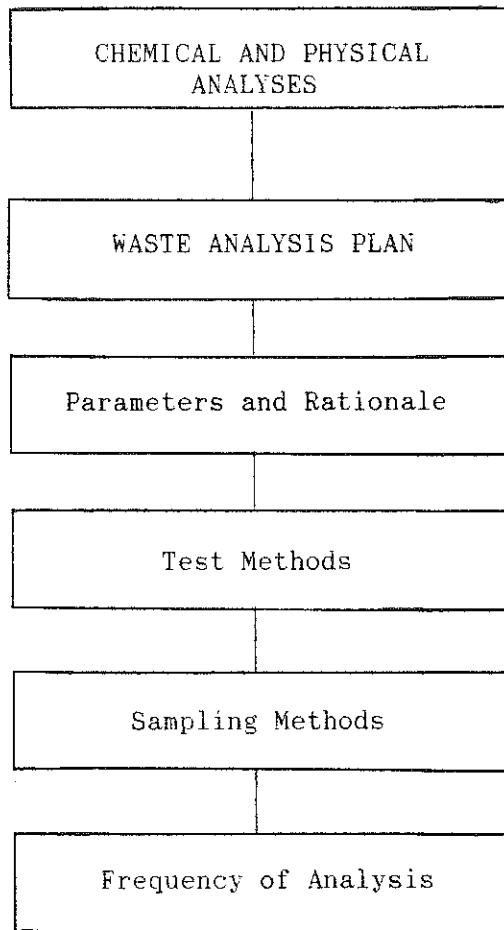 CHEMICAL AND PHYSICAL
ANALYSES
WASTE ANALYSIS PLAN
Parameters and Rationale
Test Methods
Sampling Methods
Frequency of Analysis